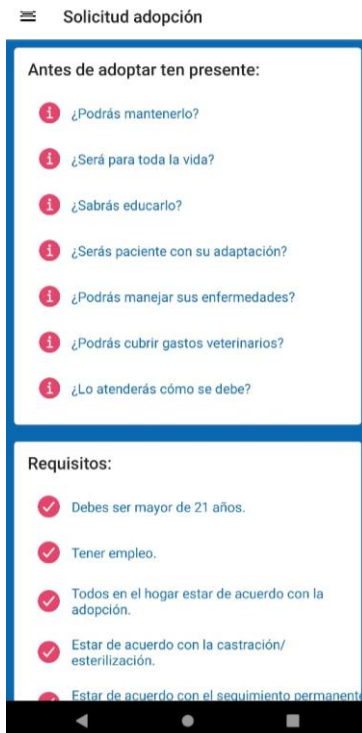 Solicitud adopción
Antes de adoptar ten presente:
¿Podrás mantenerlo?
¿Será para toda la vida?
¿Sabrás educarlo?
¿Serás paciente con su adaptación?
¿Podrás manejar sus enfermedades?
¿Podrás cubrir gastos veterinarios?
¿Lo atenderás cómo se debe?
Requisitos:
Debes ser mayor de 21 años.
Tener empleo.
Todos en el hogar estar de acuerdo con la
adopción.
Estar de acuerdo con la castración/
esterilización.
Estar de acuerdo con el seguimiento permanente